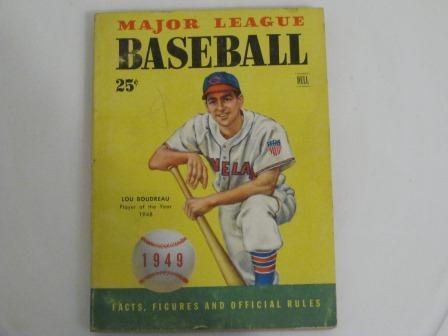 MAJOR LEAGUE
BASEBALL
25¢
DELL
LOU BOUDREAU
Player of the Year
1948
1949
FACTS, FIGURES AND OFFICIAL RULES